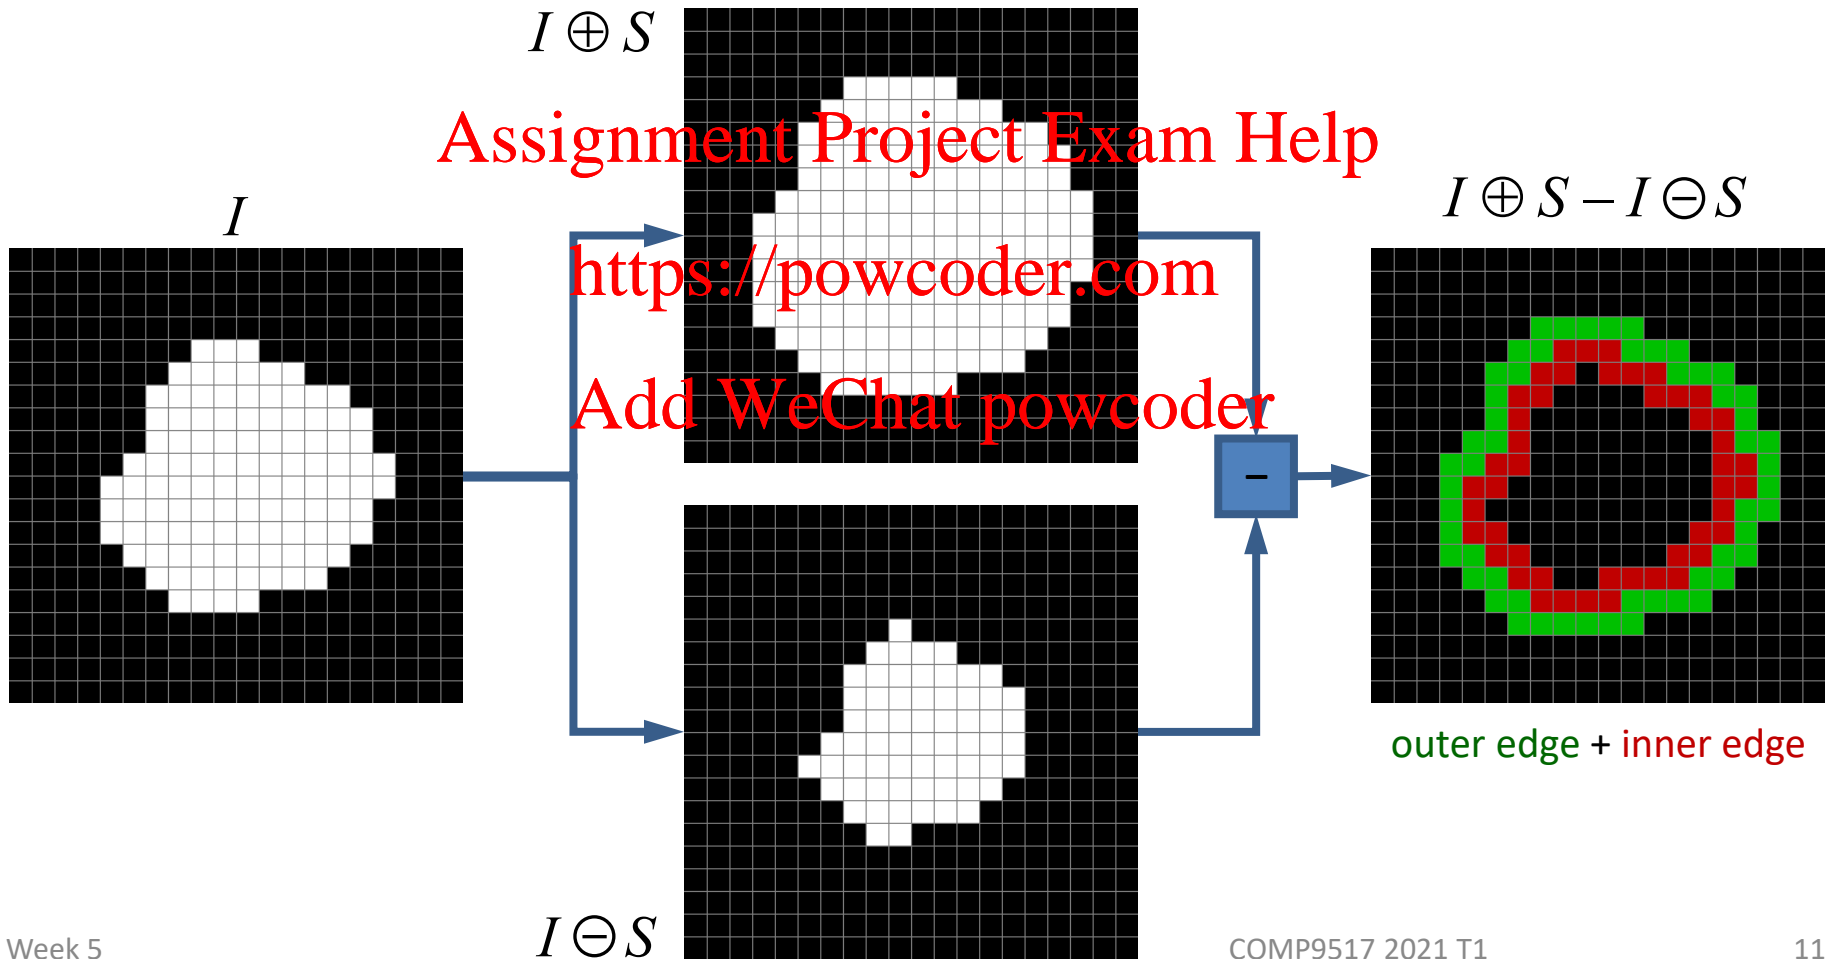 I ⊕ S
Assignment Project Exam Help
I
I ⊕ S – I ⊖ S
https://powcoder.com
Add WeChat powcoder
–
outer edge + inner edge
I ⊖ S
Week 5
COMP9517 2021 T1
11